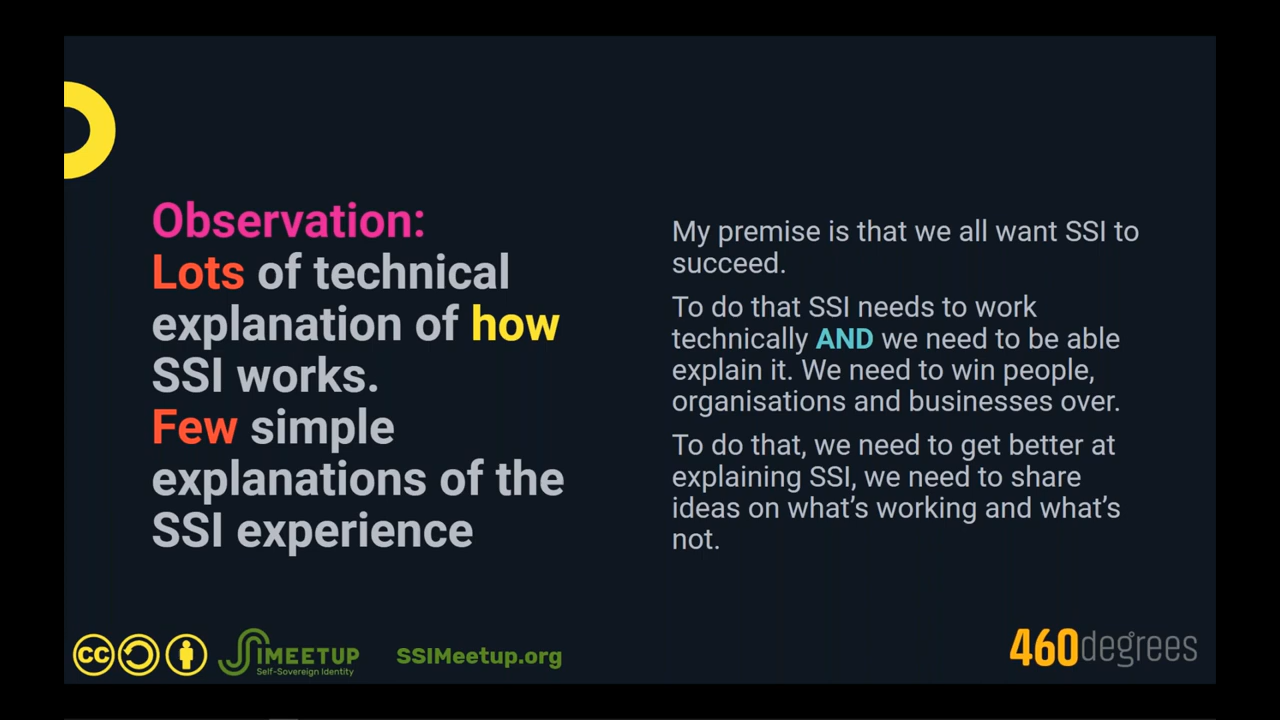 Observation:
Lots of technical
explanation of how
SSI works.
Few simple
explanations of the
SSI experience
My premise is that we all want SSI to
succeed.
To do that SSI needs to work
technically AND we need to be able
explain it. We need to win people,
organisations and businesses over.
To do that, we need to get better at
explaining SSI, we need to share
ideas on what's working and what's
not.
CC
SSIMEETUP
Self-Sovereign Identity
SSIMeetup.org
460degrees